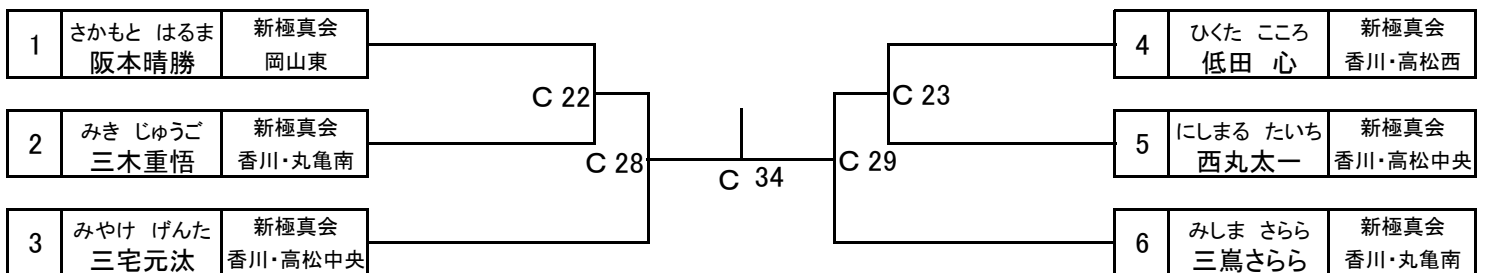 1
さかもと はるま
阪本晴勝
新極真会
岡山東
2
みき じゅうご
三木重悟
新極真会
香川・丸亀南
3
みやけ げんた
三宅元汰
新極真会
香川・高松中央
C 22
C 28
C 34
C 23
C 29
4
ひくた こころ
低田 心
新極真会
香川・高松西
5
にしまる たいち
西丸太一
新極真会
香川・高松中央
6
みしま さらら
三嶌さらら
新極真会
香川・丸亀南